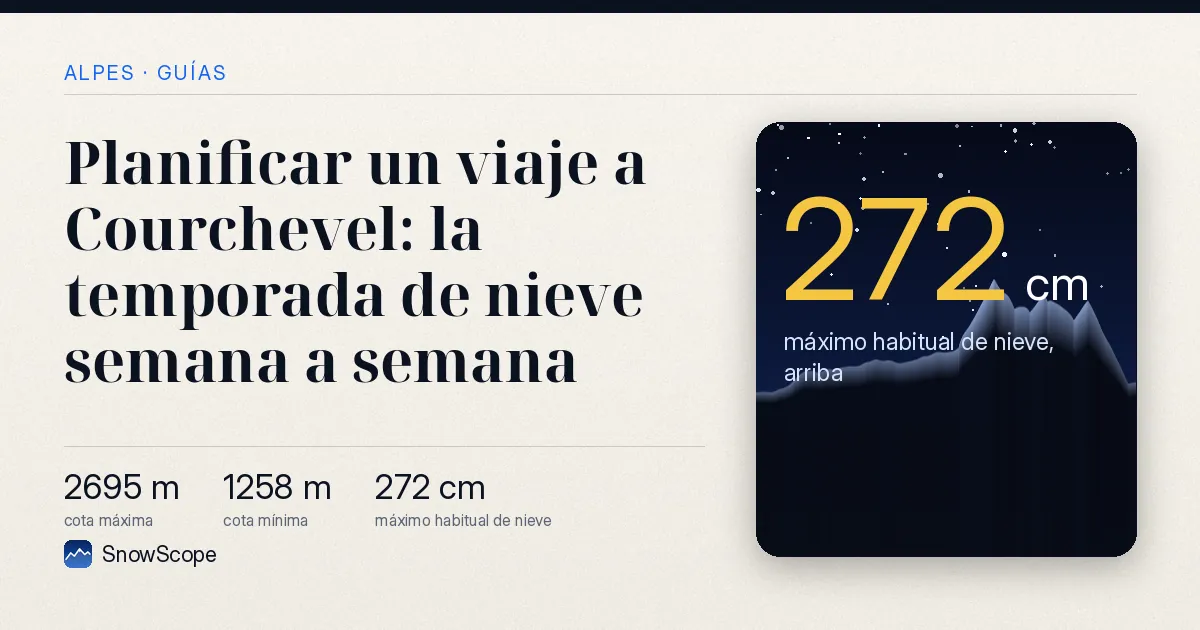 ALPES · GUÍAS
Planificar un viaje a
Courchevel: la
temporada de nieve
semana a semana
2695 m
cota máxima
1258 m
cota mínima
272 cm
máximo habitual de nieve
SnowScope
272 cm
máximo habitual de nieve,
arriba